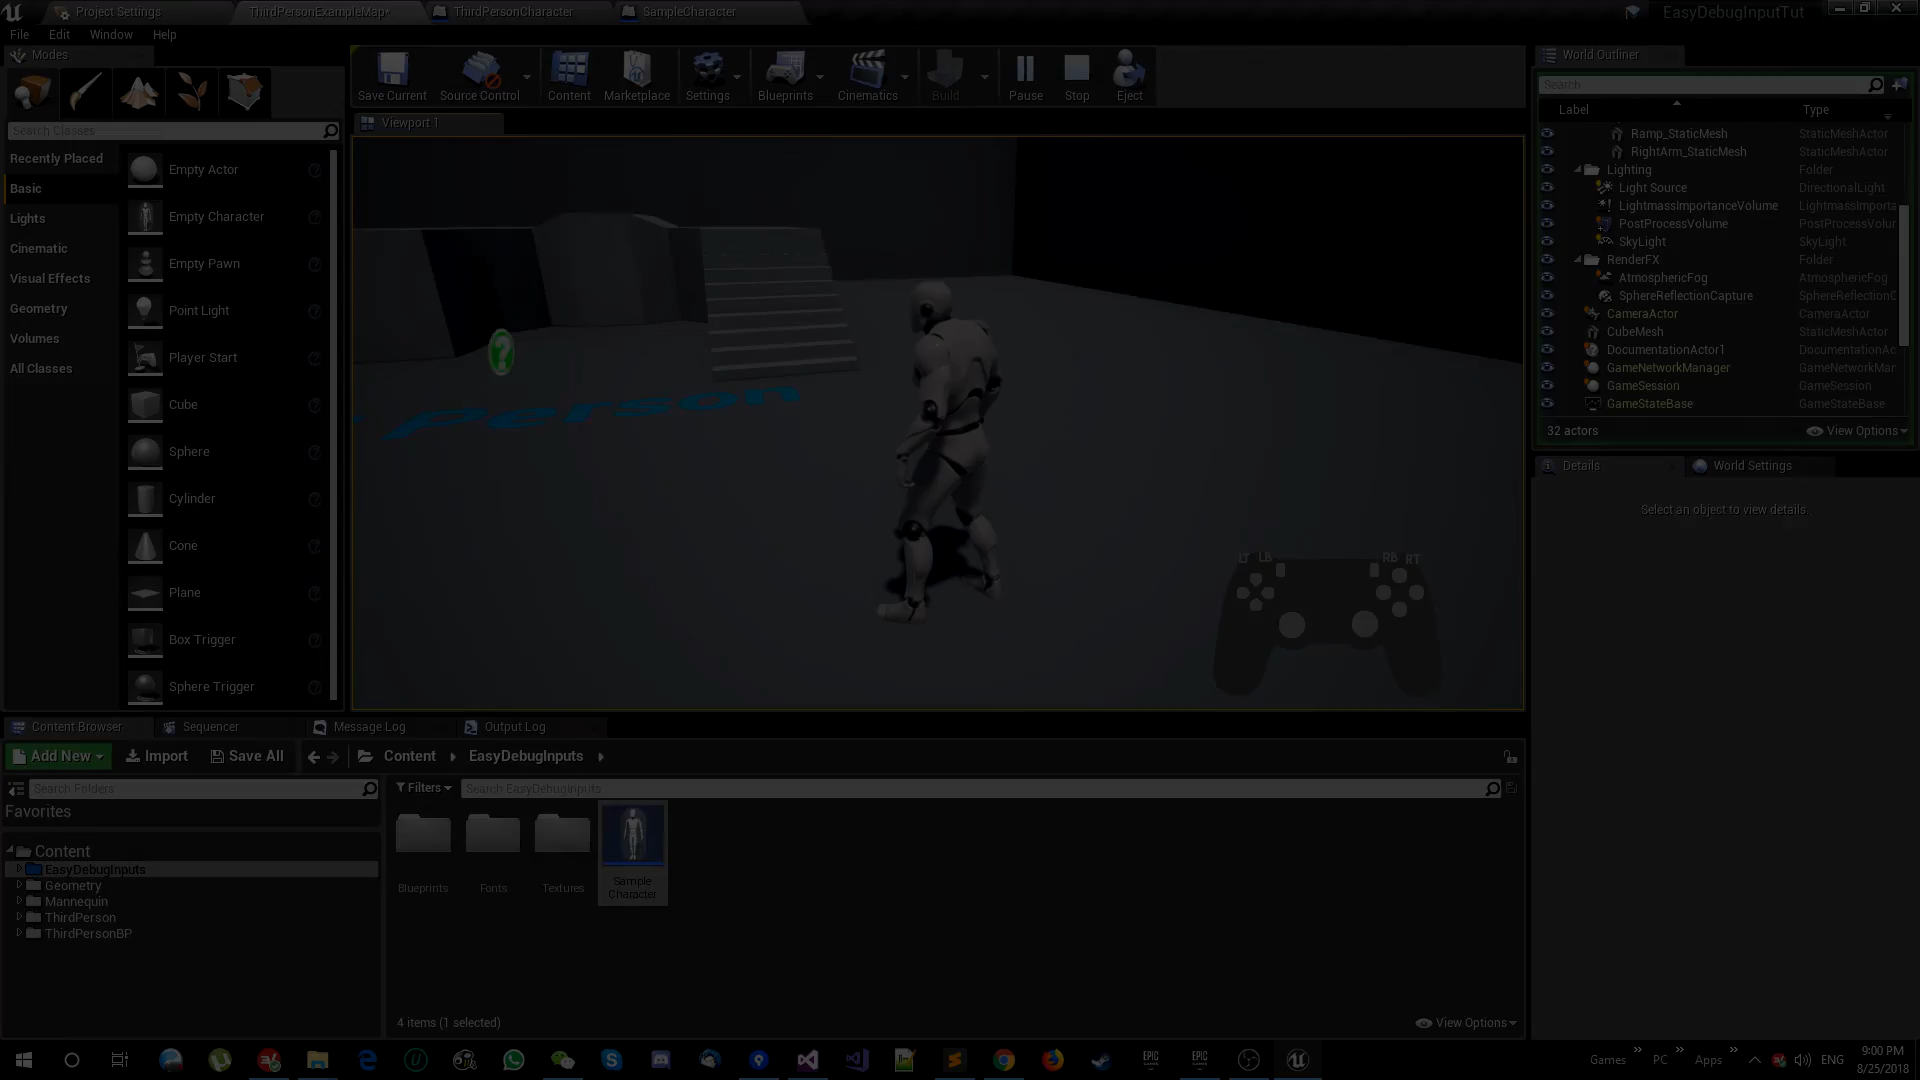 Project Settings
ThirdPersonExampleMap*
ThirdPersonCharacter
SampleCharacter
EasyDebugInputTut
File Edit Window Help
Modes
Save Current
Source Control
Content
Marketplace
Settings
Blueprints
Cinematics
Build
Pause
Stop
Eject
World Outliner
Search
Label Type
Viewport 1
Search Classes
Recently Placed
Basic
Lights
Cinematic
Visual Effects
Geometry
Volumes
All Classes
Empty Actor
Empty Character
Empty Pawn
Point Light
Player Start
Cube
Sphere
Cylinder
Cone
Plane
Box Trigger
Sphere Trigger
Person
LT LB RB RT
Ramp_StaticMesh StaticMeshActor
RightArm_StaticMesh StaticMeshActor
Lighting Folder
Light Source DirectionalLight
LightmassImportanceVolume LightmassImporta
PostProcessVolume PostProcessVolur
SkyLight SkyLight
RenderFX Folder
AtmosphericFog AtmosphericFog
SphereReflectionCapture SphereReflectionC
CameraActor CameraActor
CubeMesh StaticMeshActor
DocumentationActor1 DocumentationAc
GameNetworkManager GameNetworkMar
GameSession GameSession
GameStateBase GameStateBase
32 actors View Options
Details World Settings
Select an object to view details.
Content Browser
Sequencer
Message Log
Output Log
Add New Import Save All Content EasyDebugInputs
Search Folders
Filters Search EasyDebugInputs
Favorites
Content
EasyDebugInputs
Geometry
Mannequin
ThirdPerson
ThirdPersonBP
Blueprints
Fonts
Textures
Sample
Character
4 items (1 selected) View Options
Games » PC » Apps » ENG
9:00 PM
8/25/2018
EPIC
EPIC